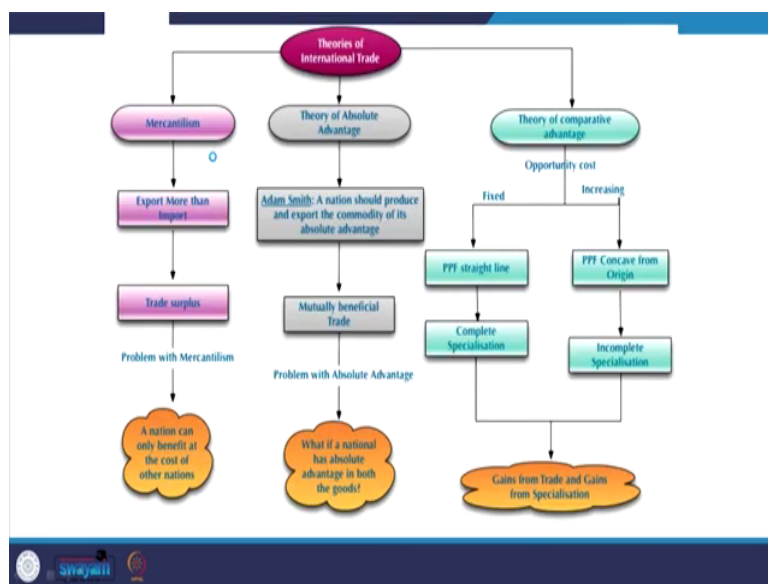 Theories of
International Trade
Mercantilism
Export More than
Import
Trade surplus
Problem with Mercantilism
A nation can
only benefit at
the cost of
other nations
Theory of Absolute
Advantage
Adam Smith: A nation should produce
and export the commodity of its
absolute advantage
Mutually beneficial
Trade
Problem with Absolute Advantage
What if a national
has absolute
advantage in both
the goods?
Theory of comparative
advantage
Opportunity cost
Fixed
Increasing
PPF straight line
PPF Concave from
Origin
Complete
Specialisation
Incomplete
Specialisation
Gains from Trade and Gains
from Specialisation
swayam